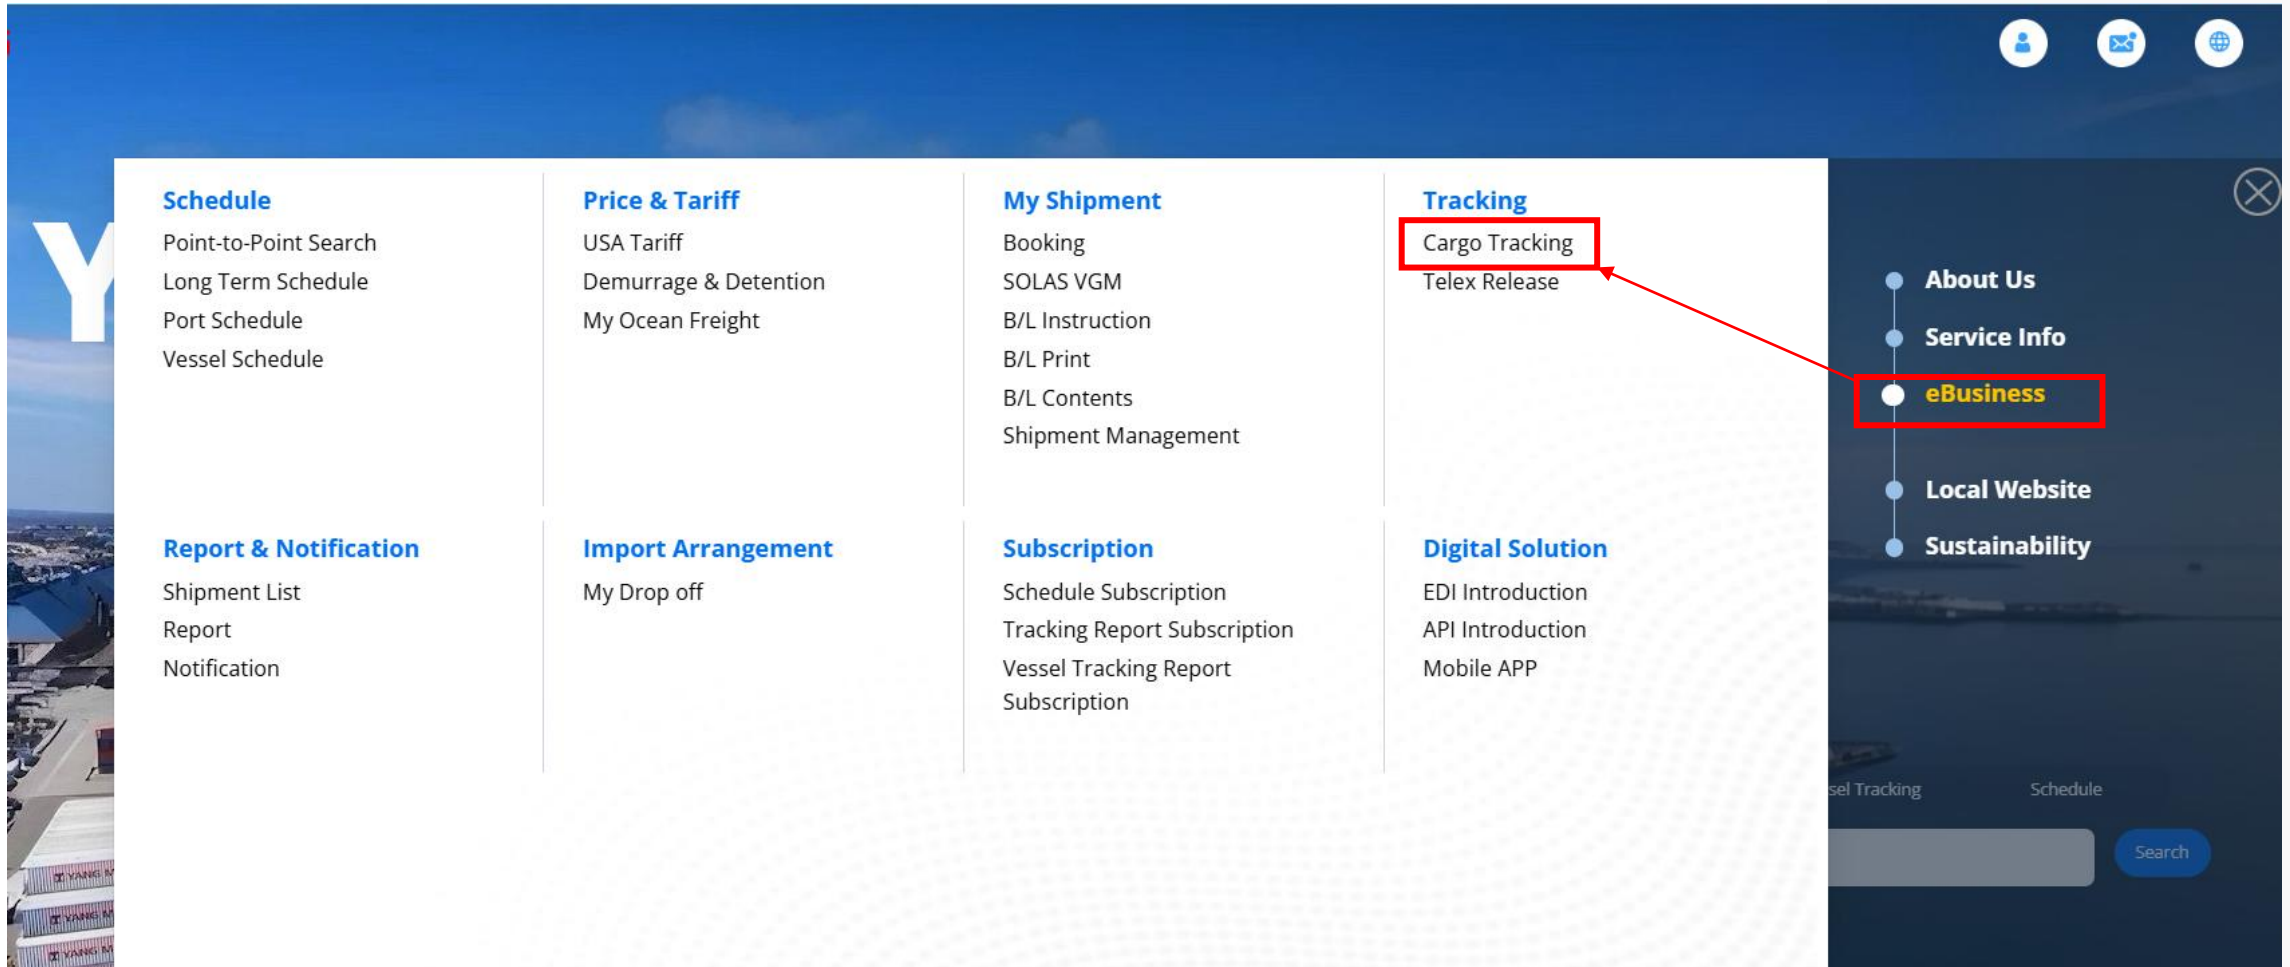 Y
Schedule
Point-to-Point Search
Long Term Schedule
Port Schedule
Vessel Schedule
Price & Tariff
USA Tariff
Demurrage & Detention
My Ocean Freight
My Shipment
Booking
SOLAS VGM
B/L Instruction
B/L Print
B/L Contents
Shipment Management
Tracking
Cargo Tracking
Telex Release
Report & Notification
Shipment List
Report
Notification
Import Arrangement
My Drop off
Subscription
Schedule Subscription
Tracking Report Subscription
Vessel Tracking Report
Subscription
Digital Solution
EDI Introduction
API Introduction
Mobile APP
About Us
Service Info
eBusiness
Local Website
Sustainability
sel Tracking
Schedule
Search
YANG M
YANG M
YANG M